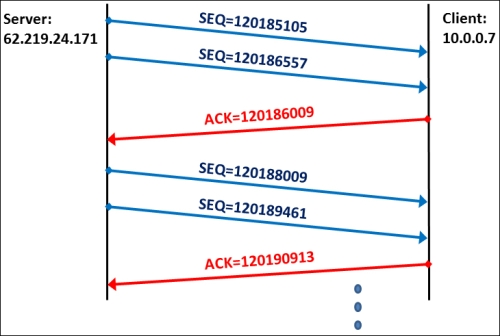 Server:
62.219.24.171
Client:
10.0.0.7
SEQ=120185105
SEQ=120186557
ACK=120186009
SEQ=120188009
SEQ=120189461
ACK=120190913